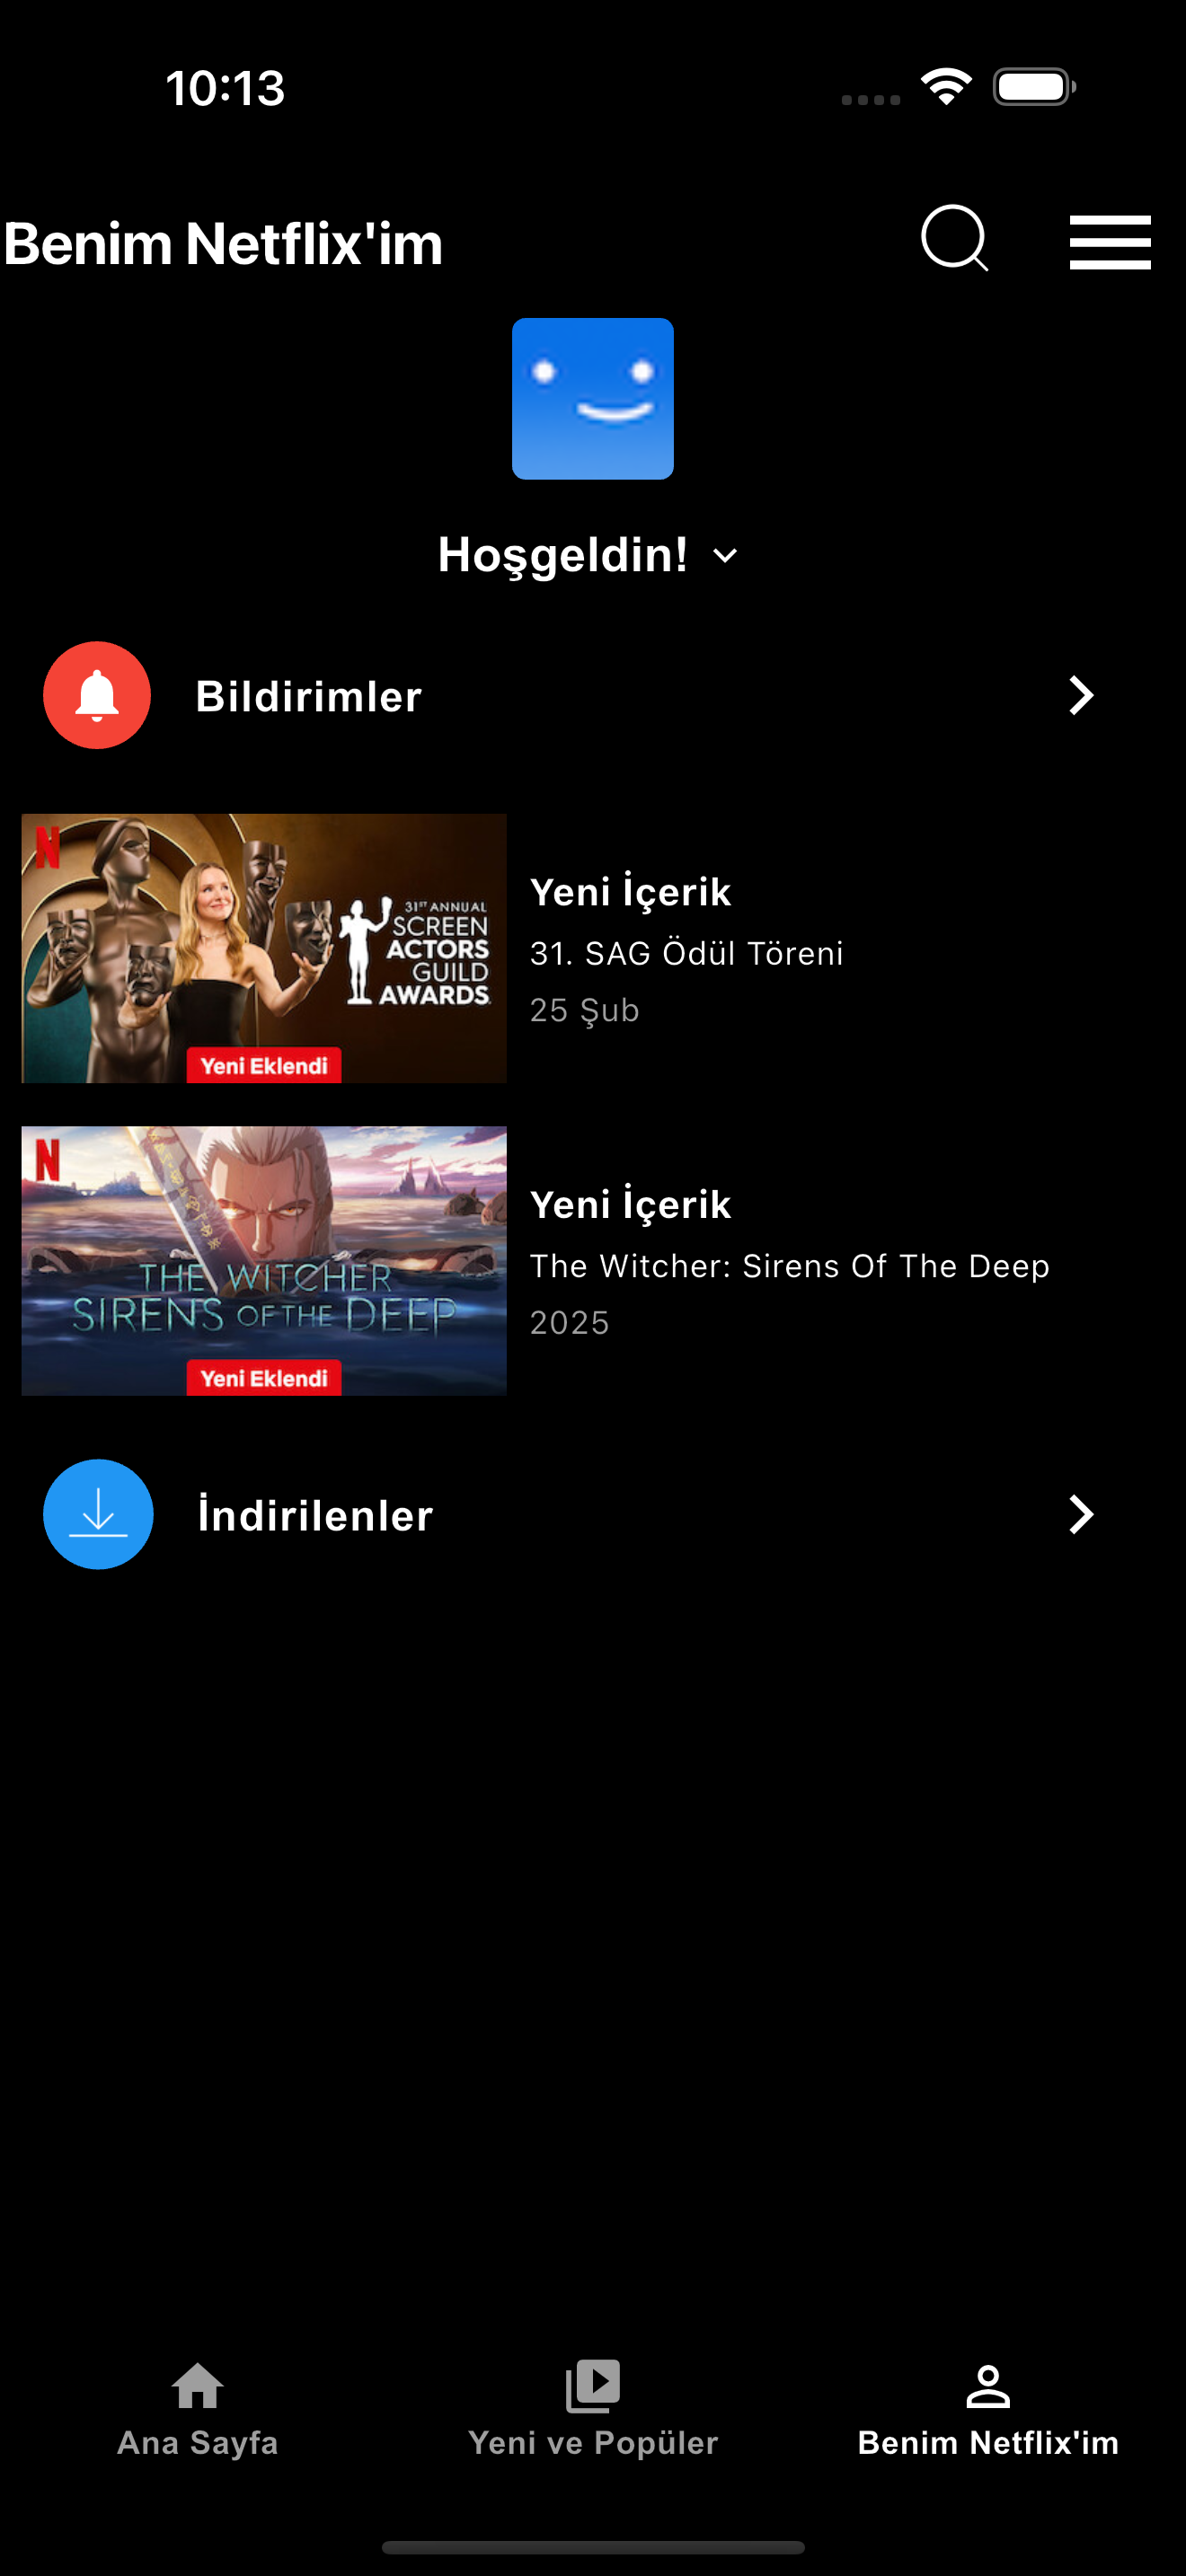 10:13
Benim Netflix'im
Hoşgeldin!
Bildirimler
N
31ST ANNUAL
SCREEN
ACTORS
GUILD
AWARDS
Yeni Eklendi
Yeni İçerik
31. SAG Ödül Töreni
25 Şub
N
THE WITCHER
SIRENS OF THE DEEP
Yeni Eklendi
Yeni İçerik
The Witcher: Sirens Of The Deep
2025
İndirilenler
Ana Sayfa
Yeni ve Popüler
Benim Netflix'im